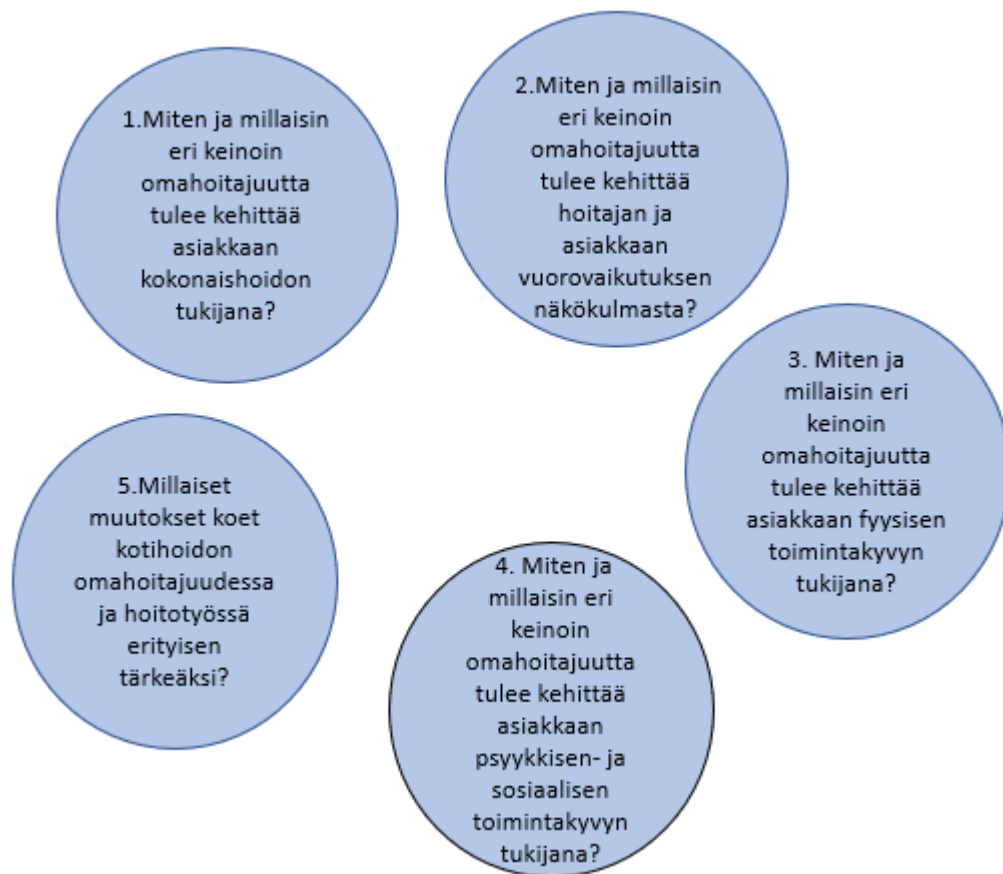 1.Miten ja millaisin
eri keinoin
omahoitajuutta
tulee kehittää
asiakkaan
kokonaishoidon
tukijana?
2.Miten ja millaisin
eri keinoin
omahoitajuutta
tulee kehittää
hoitajan ja
asiakkaan
vuorovaikutuksen
näkökulmasta?
3. Miten ja
millaisin eri
keinoin
omahoitajuutta
tulee kehittää
asiakkaan fyysisen
toimintakyvyn
tukijana?
4. Miten ja
millaisin eri
keinoin
omahoitajuutta
tulee kehittää
asiakkaan
psyykkisen- ja
sosiaalisen
toimintakyvyn
tukijana?
5.Millaiset
muutokset koet
kotihoidon
omahoitajuudessa
ja hoitotyössä
erityisen
tärkeäksi?